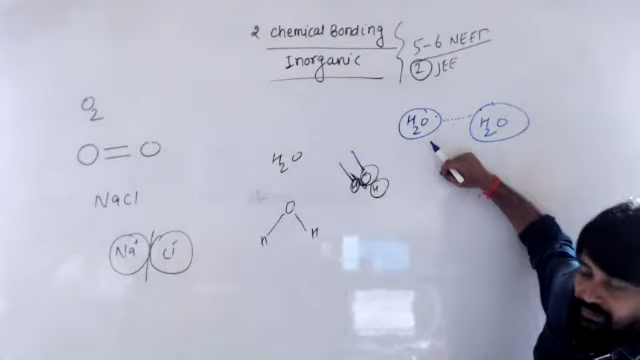 2 Chemical Bonding
Inorganic
5-6 NEET
2 JEE
O2
O=O
NaCl
Na+ Cl-
H2O
O
H H
H
H2O H2O